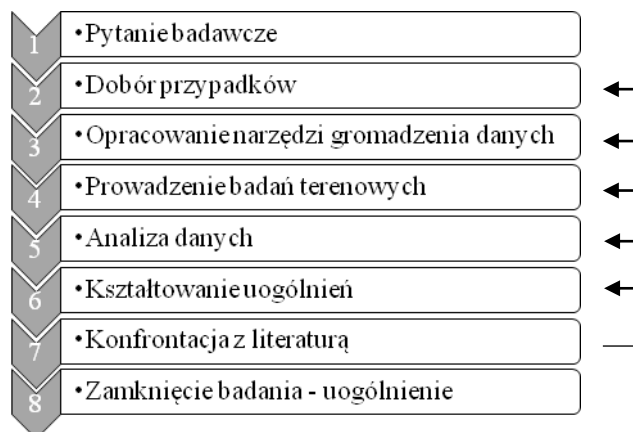 1 •Pytanie badawcze
2 •Dobór przypadków
3 •Opracowanie narzędzi gromadzenia danych
4 •Prowadzenie badań terenowych
5 •Analiza danych
6 •Kształtowanie uogólnień
7 •Konfrontacja z literaturą
8 •Zamknięcie badania - uogólnienie